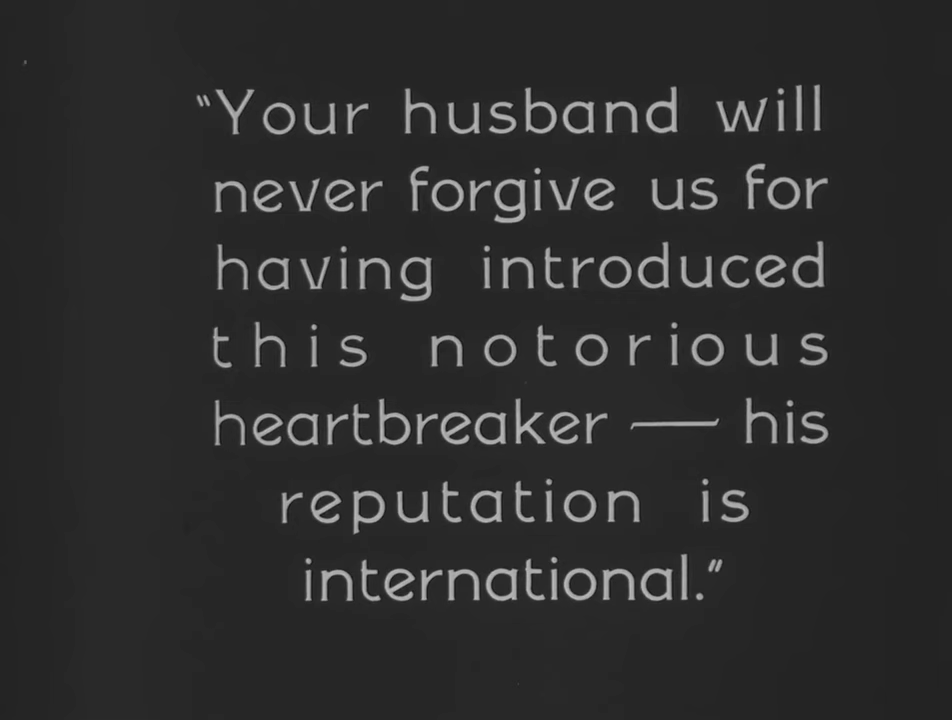 "Your husband will
never forgive us for
having introduced
this notorious
heartbreaker — his
reputation is
international."